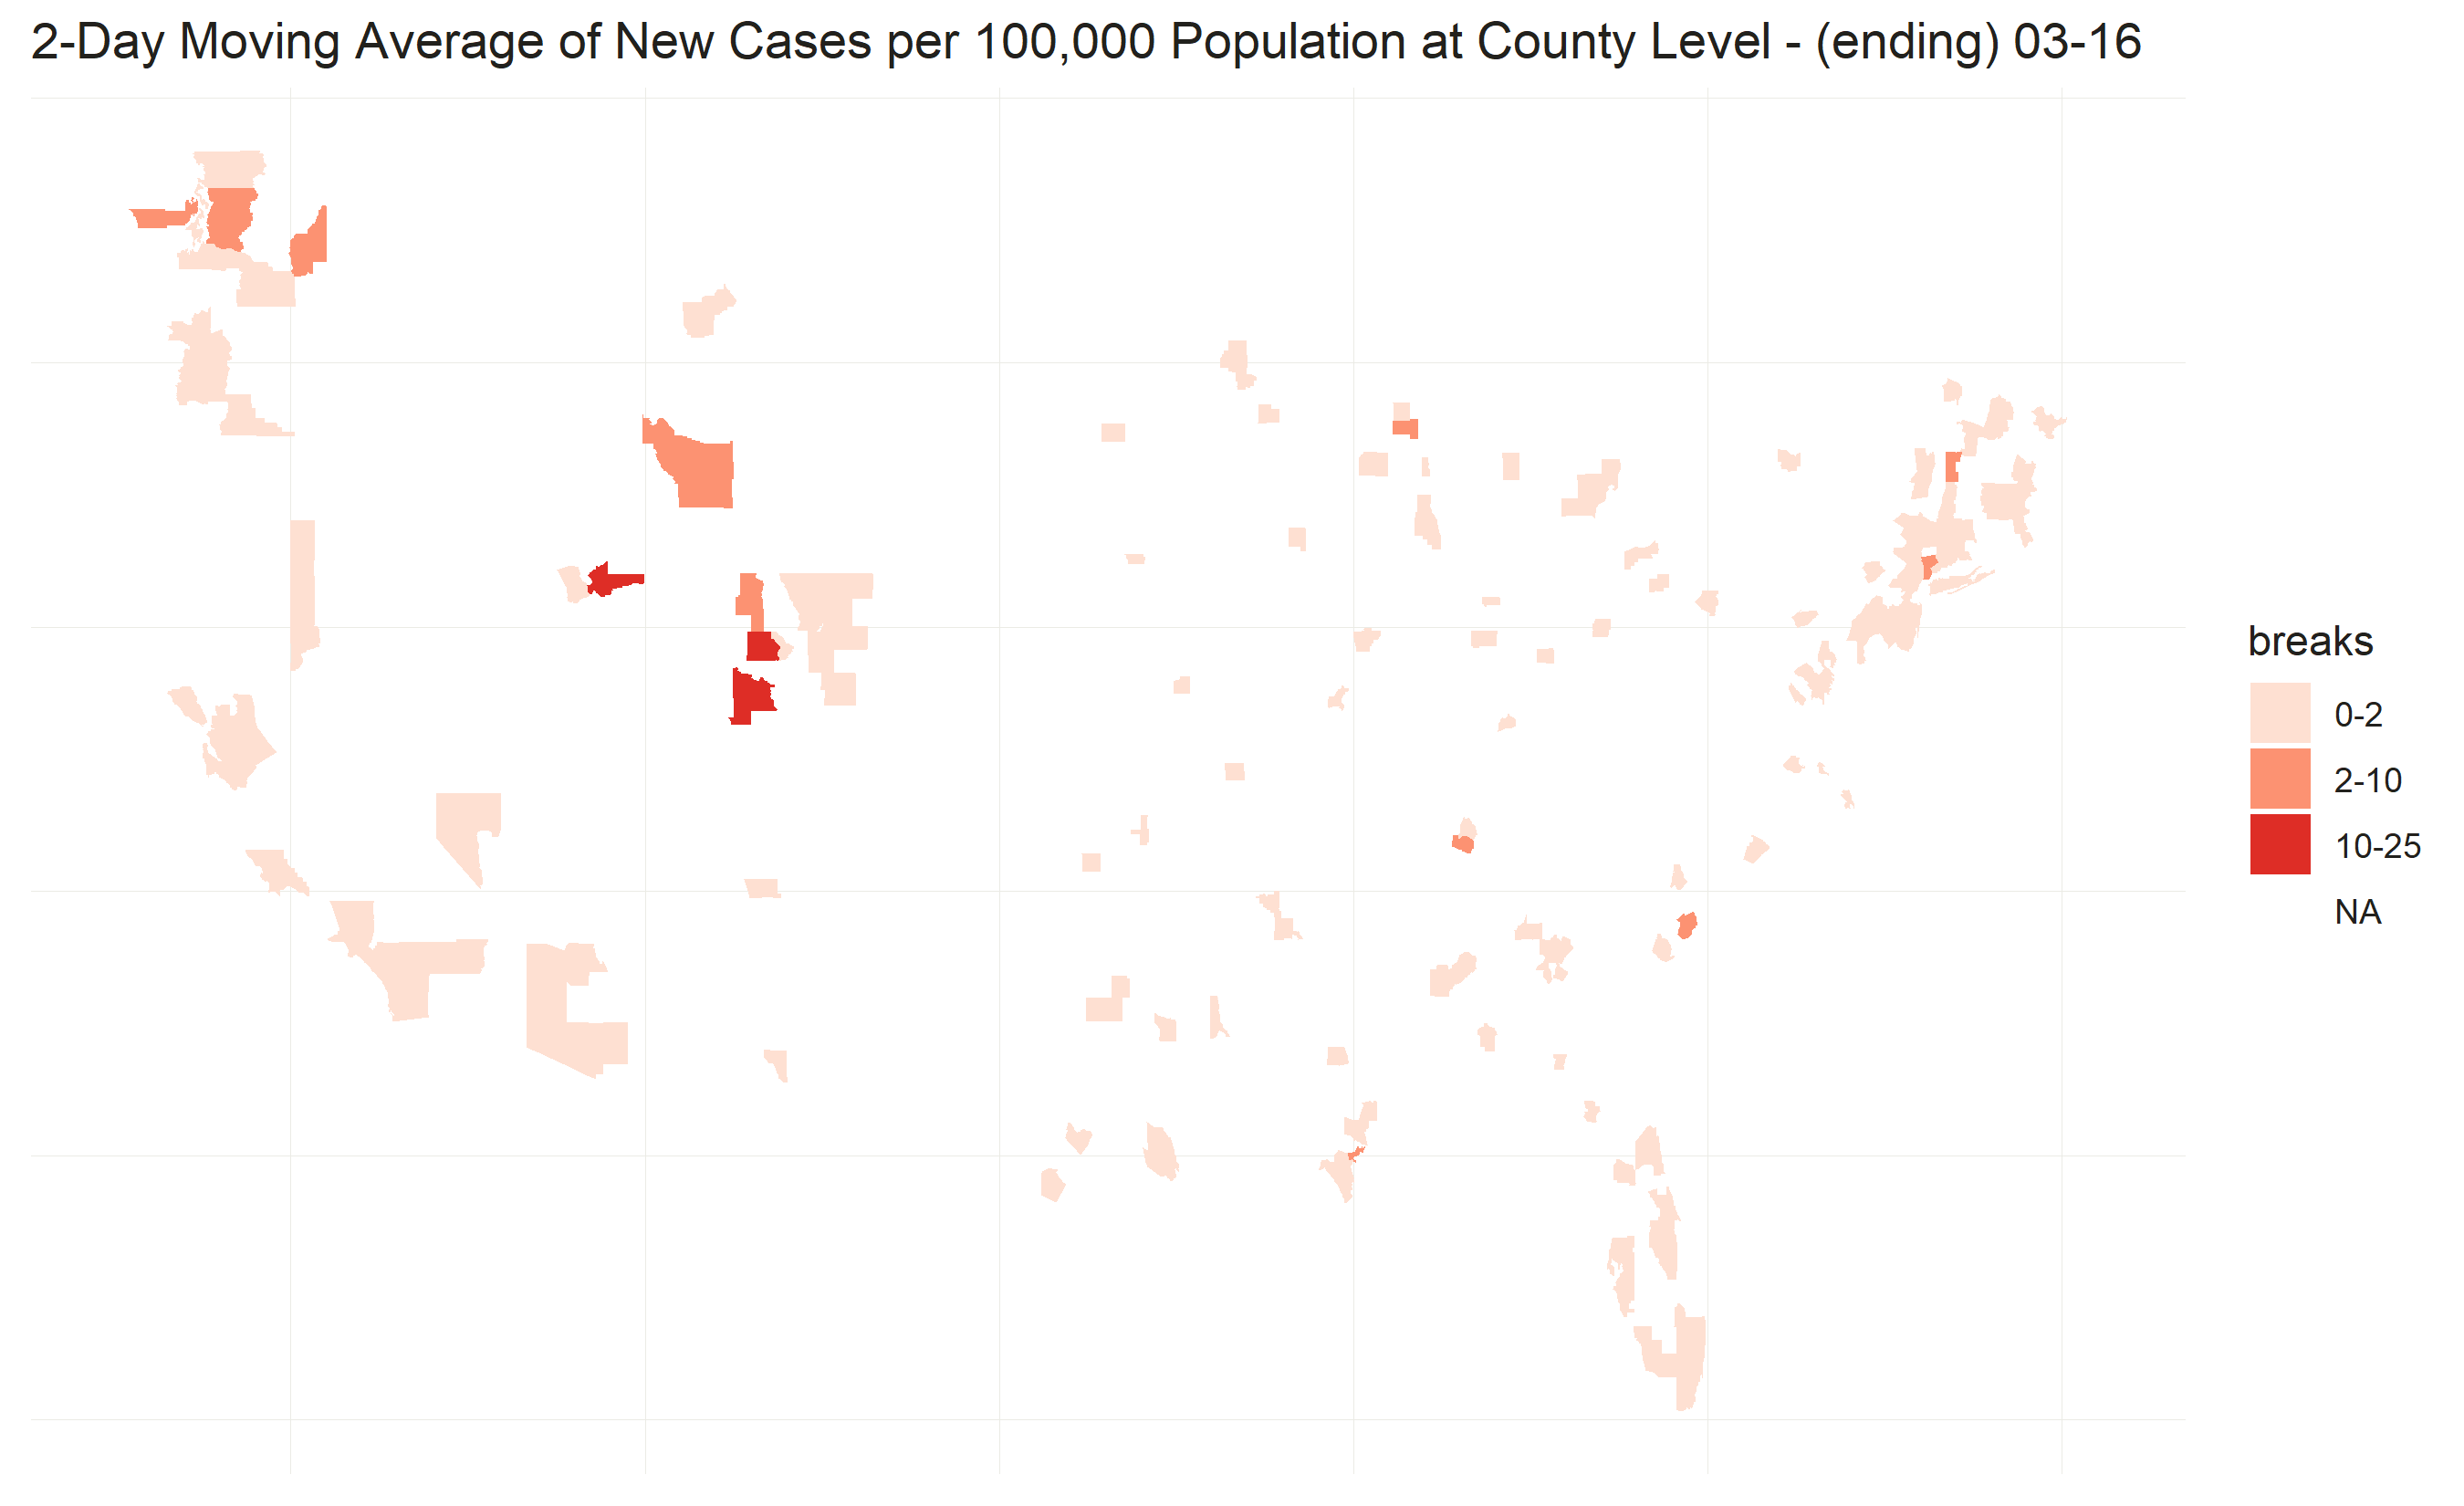 2-Day Moving Average of New Cases per 100,000 Population at County Level - (ending) 03-16
breaks
0-2
2-10
10-25
NA